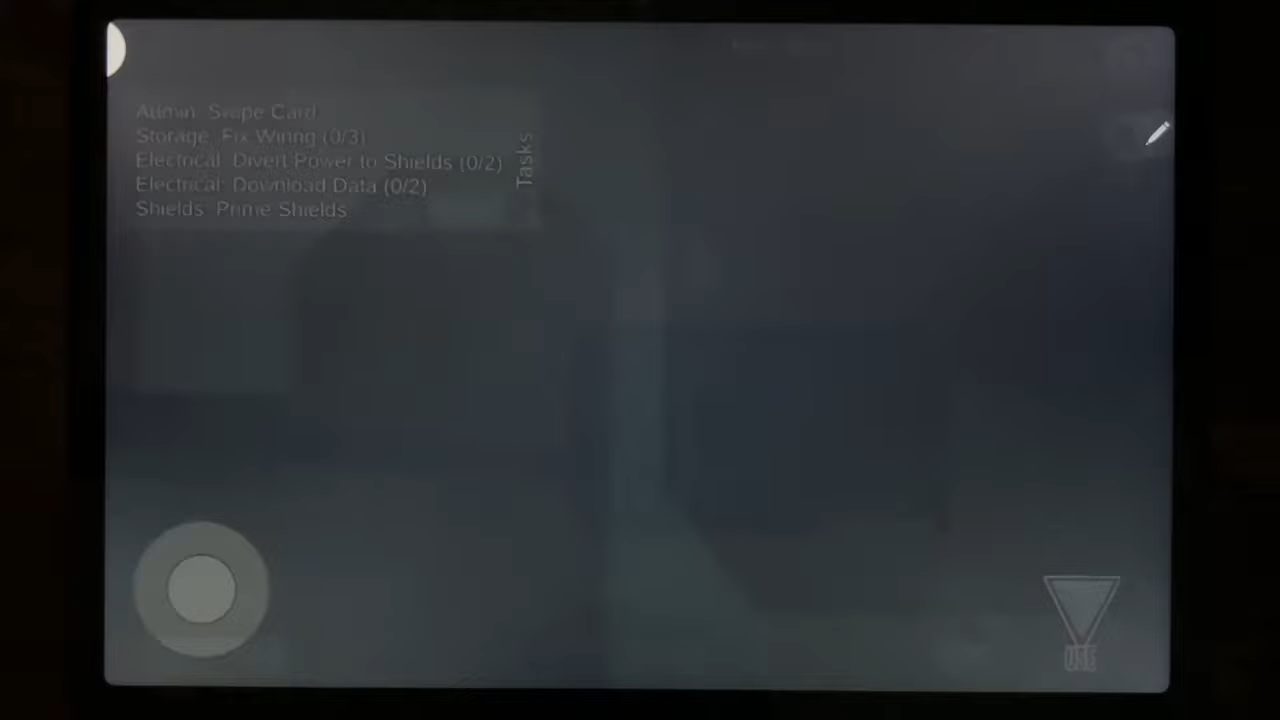 Admin: Swipe Card
Storage: Fix Wiring (0/3)
Electrical: Divert Power to Shields (0/2)
Electrical: Download Data (0/2)
Shields: Prime Shields
Tasks
USE